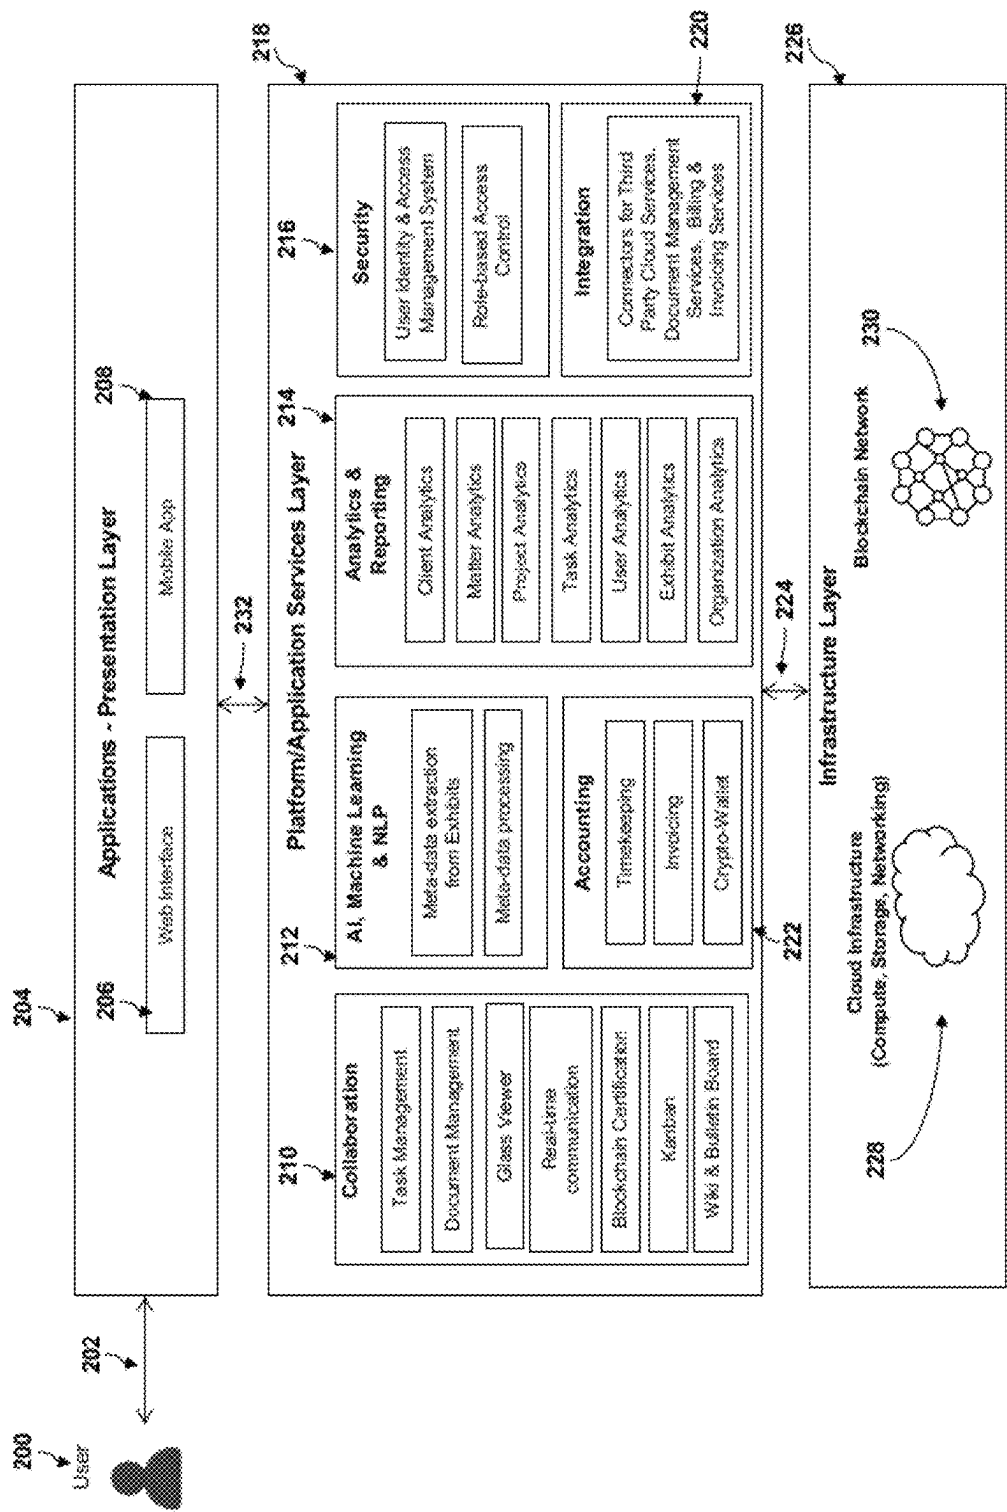 200
User
202
204
Applications - Presentation Layer
206
Web Interface
208
Mobile App
232
218
Platform/Application Services Layer
210
Collaboration
Task Management
Document Management
Glass Viewer
Real-time
communication
Blockchain Certification
Kanban
Wiki & Bulletin Board
212
AI, Machine Learning
& NLP
Meta-data extraction
from Exhibits
Meta-data processing
222
Accounting
Timekeeping
Invoicing
Crypto-Wallet
214
Analytics &
Reporting
Client Analytics
Matter Analytics
Project Analytics
Task Analytics
User Analytics
Exhibit Analytics
Organization Analytics
216
Security
User Identity & Access
Management System
Role-based Access
Control
220
Integration
Connectors for Third
Party Cloud Services,
Document Management
Services, Billing &
Invoicing Services
224
226
Infrastructure Layer
Cloud Infrastructure
(Compute, Storage, Networking)
228
Blockchain Network
230